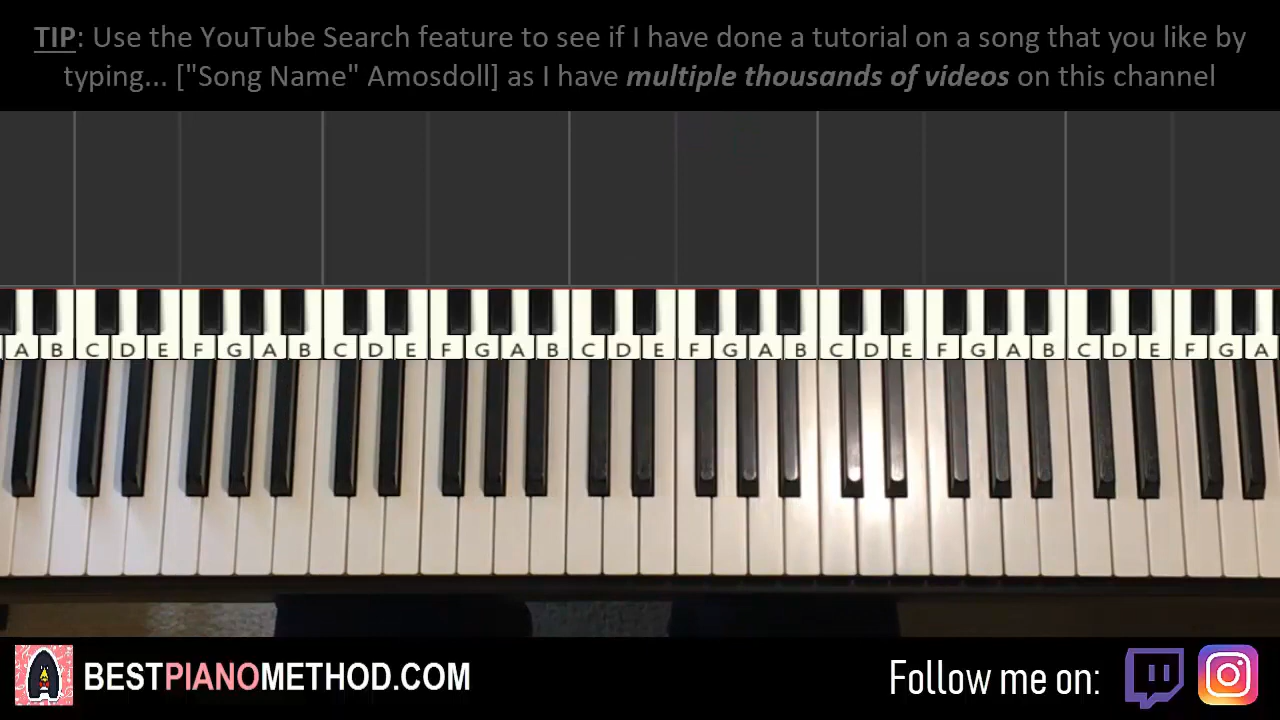 TIP: Use the YouTube Search feature to see if I have done a tutorial on a song that you like by
typing... ["Song Name" Amosdoll] as I have multiple thousands of videos on this channel
A B C D E F G A B C D E F G A B C D E F G A B C D E F G A B C D E F G A
BESTPIANOMETHOD.COM
Follow me on: